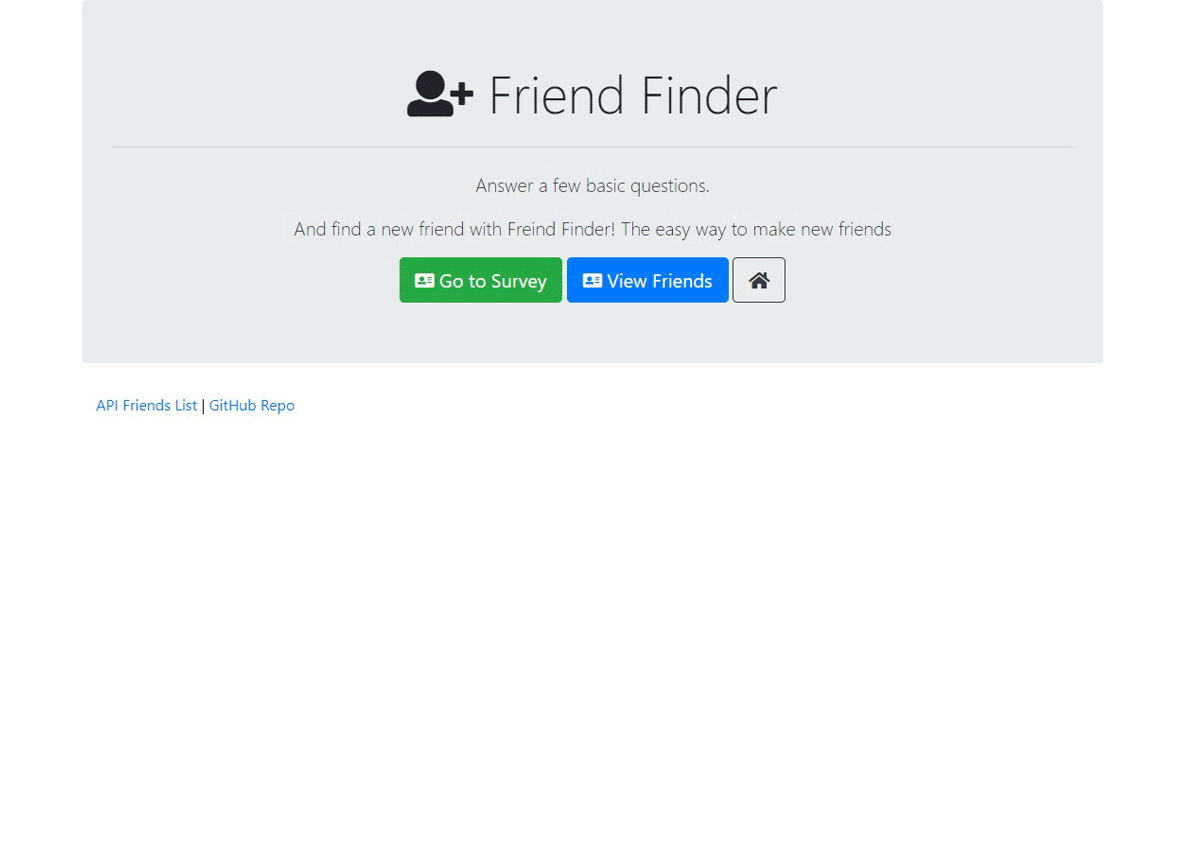 Friend Finder
Answer a few basic questions.
And find a new friend with Freind Finder! The easy way to make new friends
Go to Survey View Friends
API Friends List | GitHub Repo